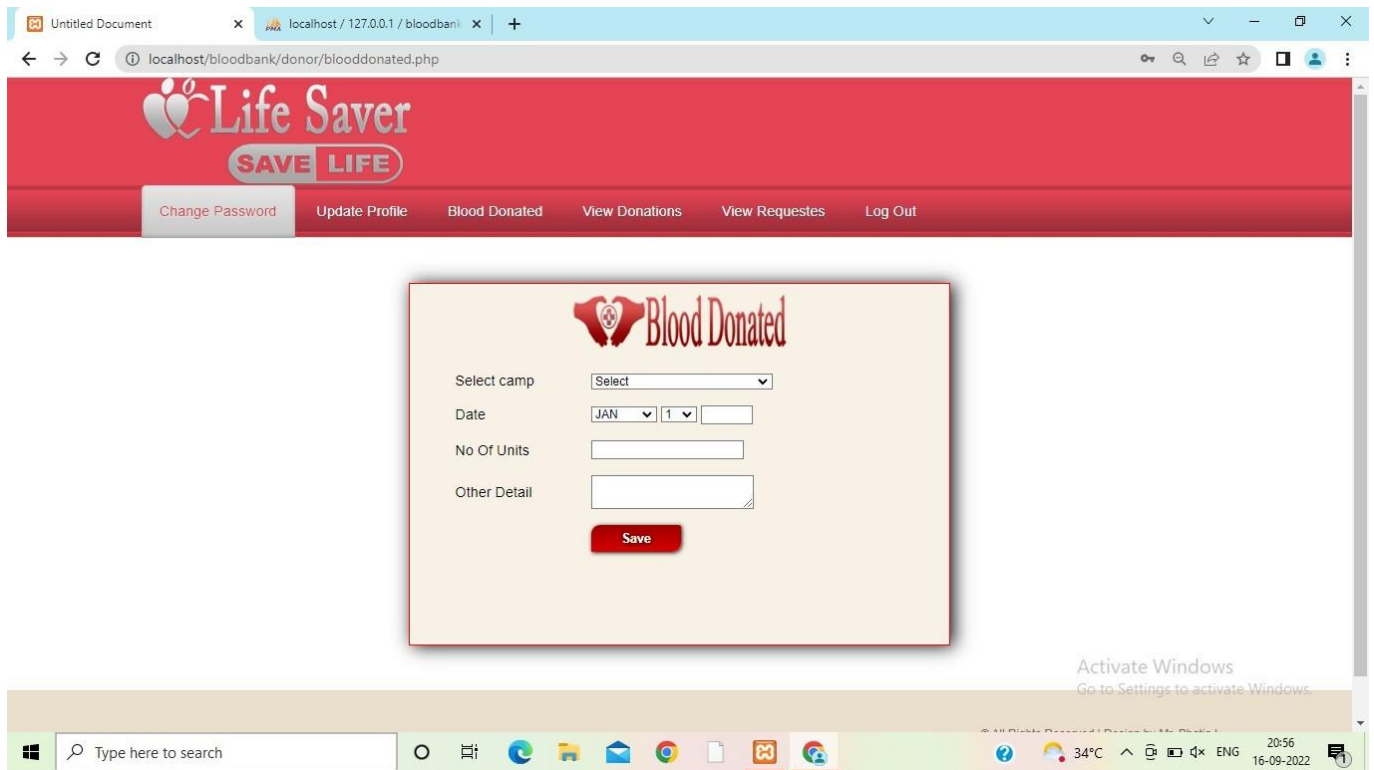 Untitled Document
localhost / 127.0.0.1 / bloodbank
localhost/bloodbank/donor/blooddonated.php
Life Saver
SAVE LIFE
Change Password Update Profile Blood Donated View Donations View Requestes Log Out
Blood Donated
Select camp Select
Date JAN 1
No Of Units
Other Detail
Save
Activate Windows
Go to Settings to activate Windows.
Type here to search
34°C ENG 20:56
16-09-2022